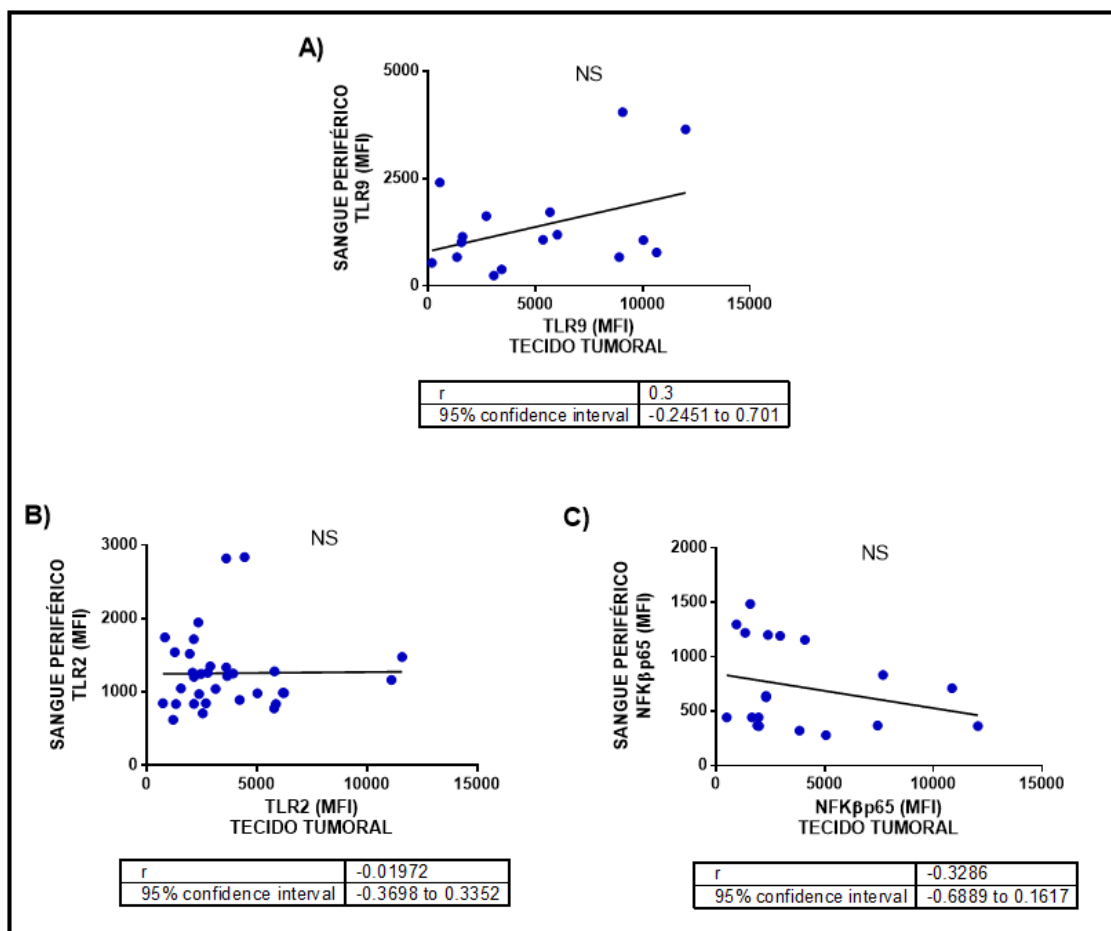 A)
NS
SANGUE PERIFÉRICO
TLR9 (MFI)
5000
2500
0
0 5000 10000 15000
TLR9 (MFI)
TECIDO TUMORAL
r 0.3
95% confidence interval -0.2451 to 0.701
B)
NS
SANGUE PERIFÉRICO
TLR2 (MFI)
3000
2000
1000
0
0 5000 10000 15000
TLR2 (MFI)
TECIDO TUMORAL
r -0.01972
95% confidence interval -0.3698 to 0.3352
C)
NS
SANGUE PERIFÉRICO
NFKβp65 (MFI)
2000
1500
1000
500
0
0 5000 10000 15000
NFKβp65 (MFI)
TECIDO TUMORAL
r -0.3286
95% confidence interval -0.6889 to 0.1617